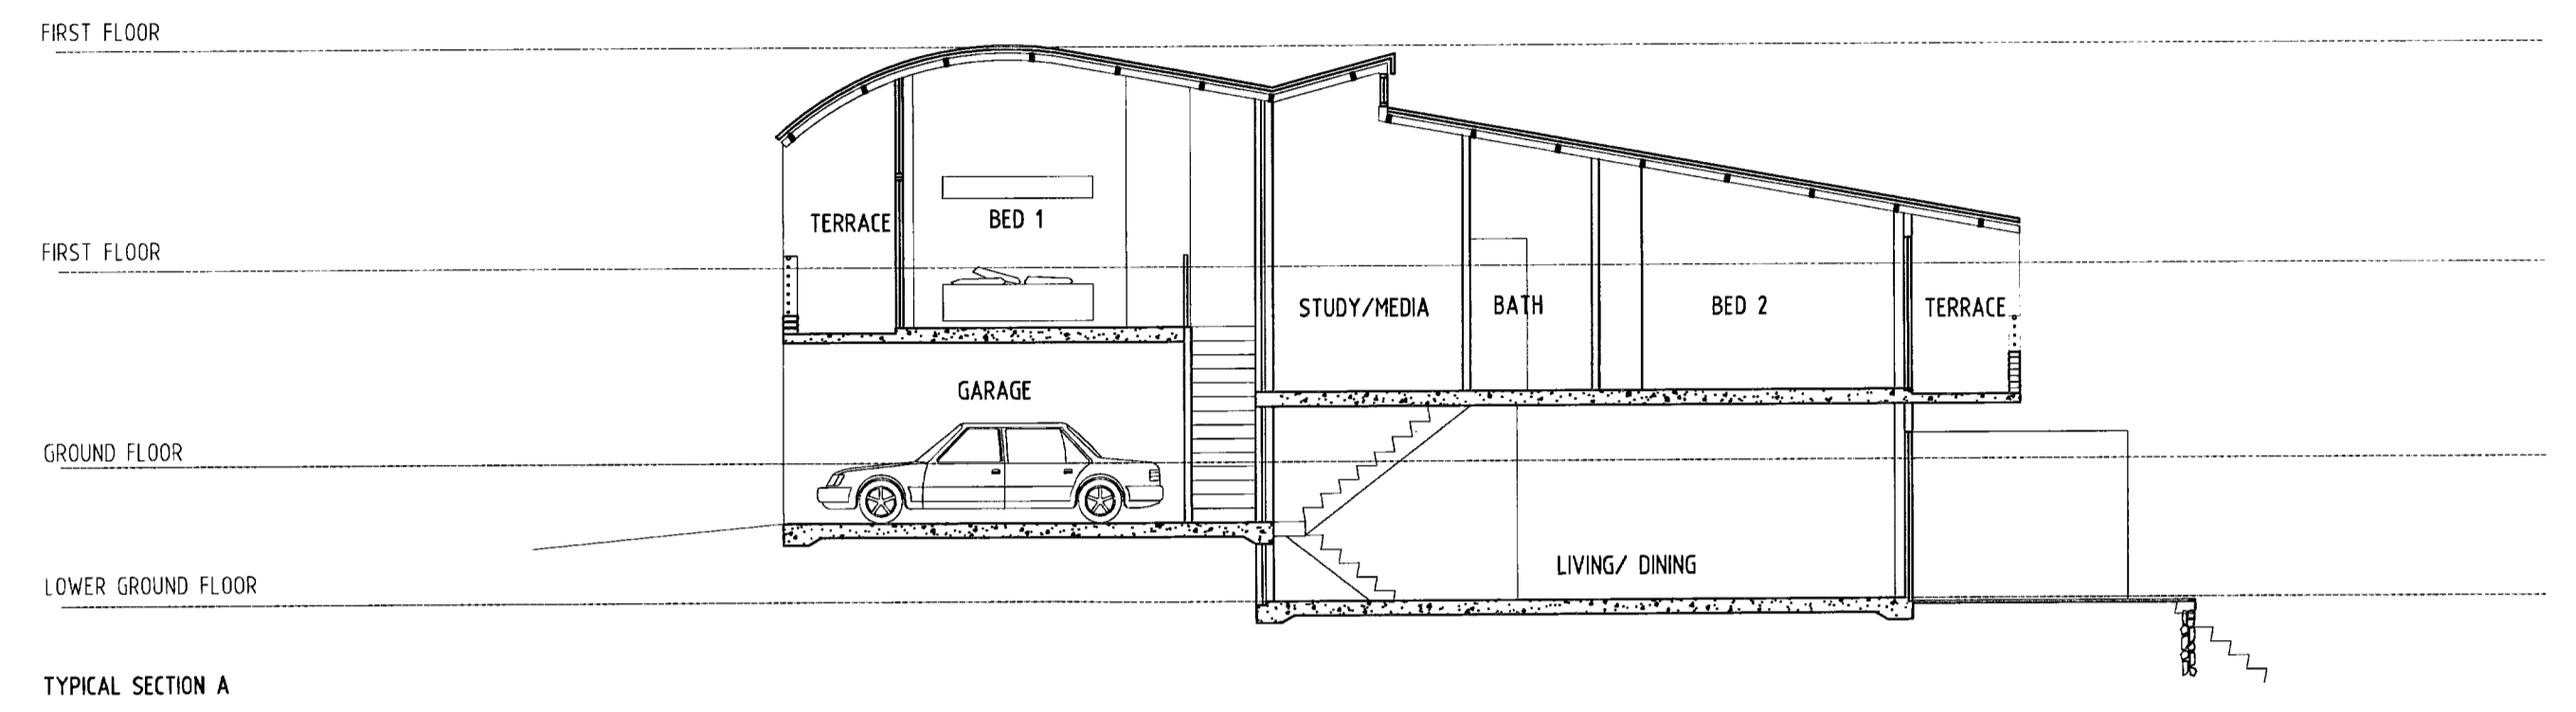 FIRST FLOOR
TERRACE
BED 1
FIRST FLOOR
STUDY/MEDIA
BATH
BED 2
TERRACE
GARAGE
GROUND FLOOR
LIVING/ DINING
LOWER GROUND FLOOR
TYPICAL SECTION A